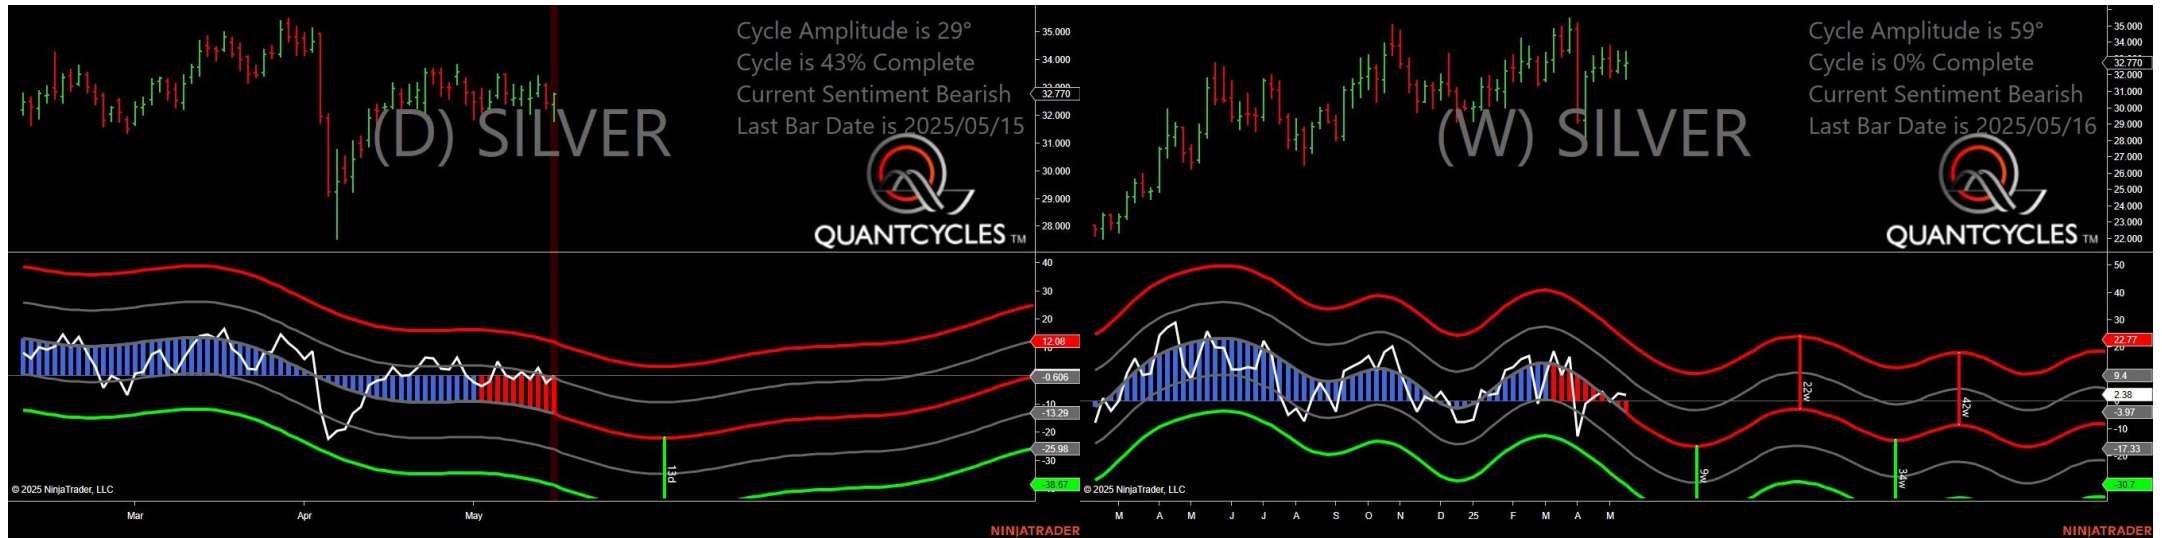 Cycle Amplitude is 29°
Cycle is 43% Complete
Current Sentiment Bearish
Last Bar Date is 2025/05/15
(D) SILVER
QUANTCYCLES TM
35.000
34.000
32.770
32.000
31.000
30.000
29.000
28.000
40
30
20
12.08
-0.606
-10
-13.29
-20
-25.98
-30
-38.67
13d
© 2025 NinjaTrader, LLC
Mar Apr May
NINJATRADER
Cycle Amplitude is 59°
Cycle is 0% Complete
Current Sentiment Bearish
Last Bar Date is 2025/05/16
(W) SILVER
QUANTCYCLES TM
35.000
34.000
32.770
32.000
31.000
30.000
29.000
28.000
27.000
26.000
25.000
24.000
23.000
22.000
50
40
30
22.77
9.4
2.38
-3.97
-10
-17.33
-30.7
9w
22w
34w
42w
© 2025 NinjaTrader, LLC
M A M J J A S O N D 25 F M A M
NINJATRADER